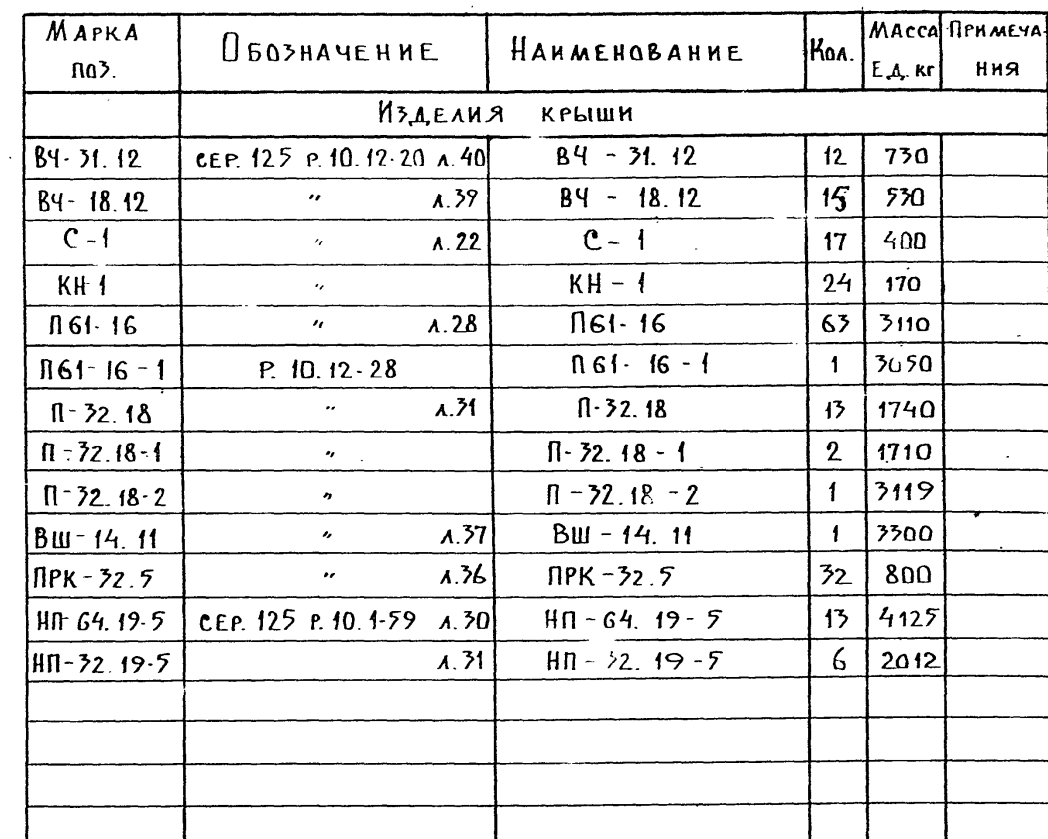 Марка поз. Обозначение Наименование Кол. Масса ед. кг Примечания
Изделия крыши
ВЧ-31.12 сер. 125 Р. 10.12-20 л.40 ВЧ - 31.12 12 730
ВЧ-18.12 " л.39 ВЧ - 18.12 15 530
С-1 " л.22 С-1 17 400
КН-1 " КН-1 24 170
П61-16 " л.28 П61-16 63 3110
П61-16-1 Р. 10.12-28 П61-16-1 1 3050
П-32.18 " л.31 П-32.18 13 1740
П-32.18-1 " П-32.18-1 2 1710
П-32.18-2 " П-32.18-2 1 3119
ВШ-14.11 " л.37 ВШ-14.11 1 3300
ПРК-32.5 " л.36 ПРК-32.5 32 800
НП-64.19-5 сер. 125 Р. 10.1-59 л.30 НП-64.19-5 13 4125
НП-32.19-5 л.31 НП-32.19-5 6 2012